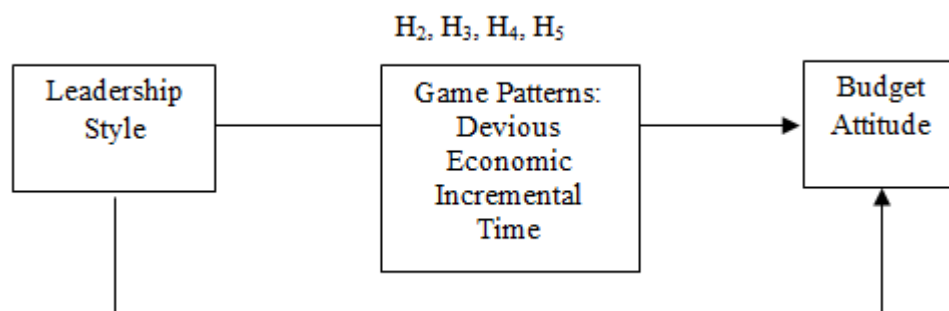 H₂, H₃, H₄, H₅
Leadership
Style
Game Patterns:
Devious
Economic
Incremental
Time
Budget
Attitude